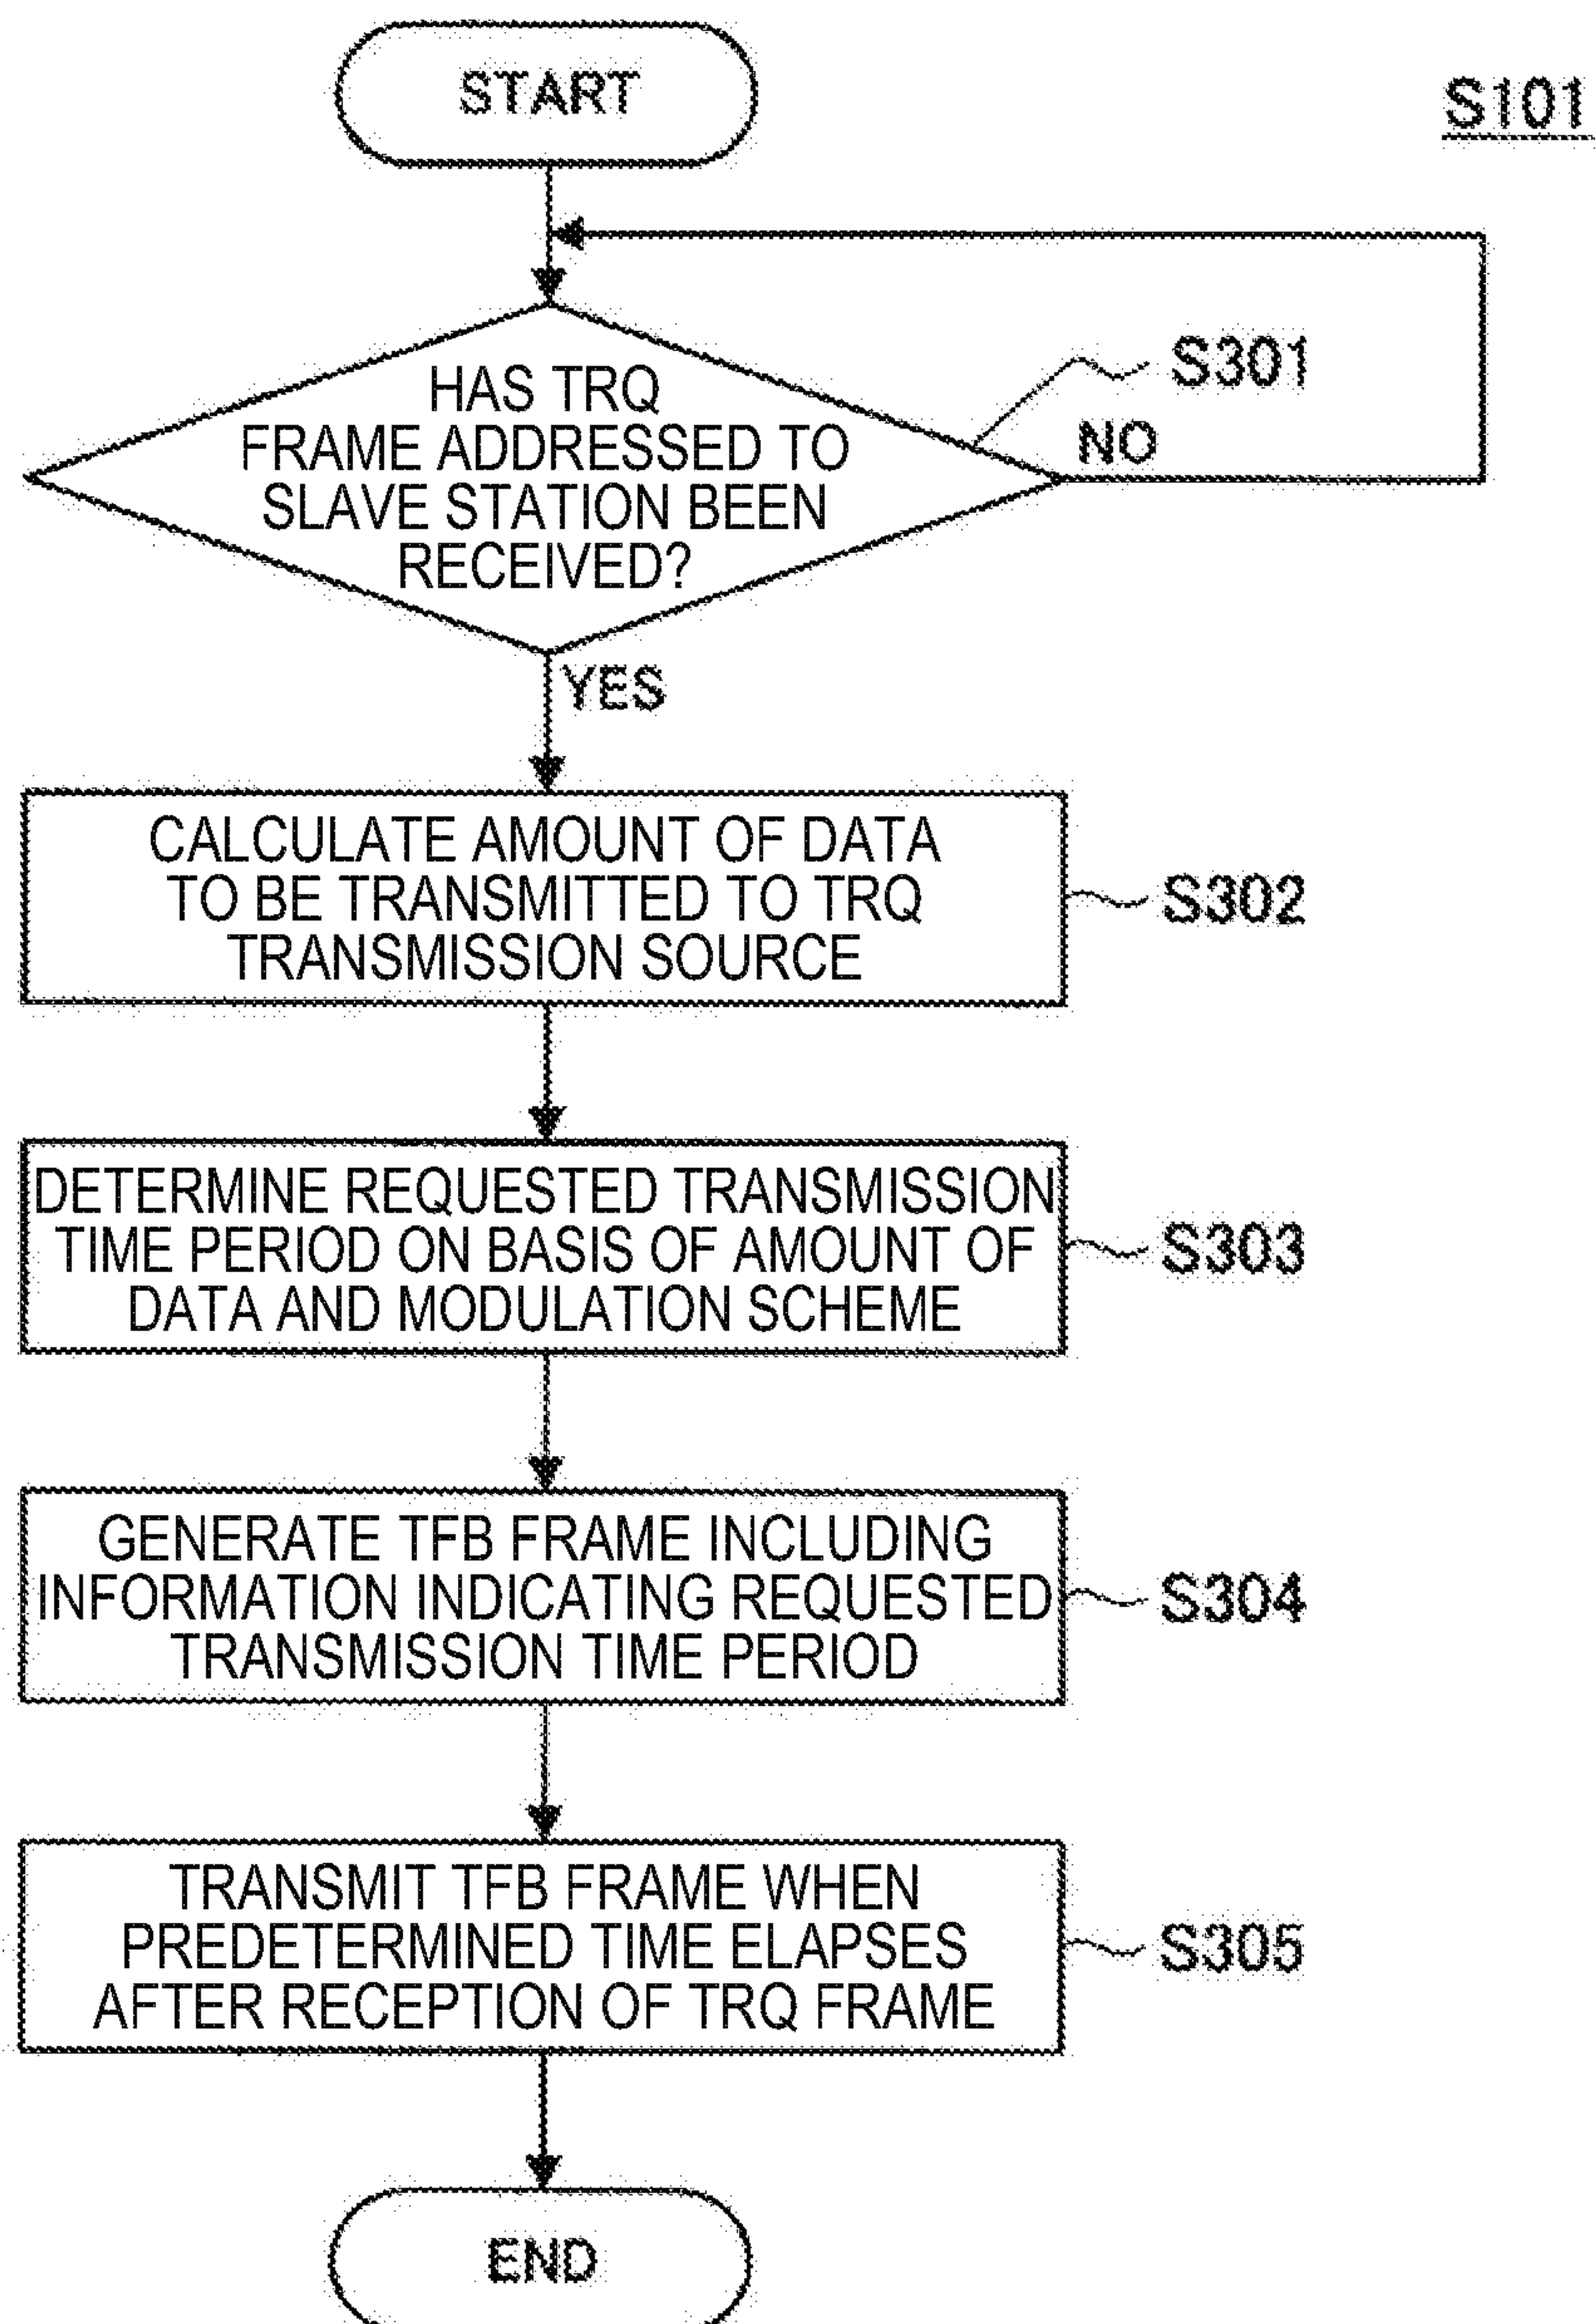 START
S101
HAS TRQ
FRAME ADDRESSED TO
SLAVE STATION BEEN
RECEIVED?
S301
NO
YES
CALCULATE AMOUNT OF DATA
TO BE TRANSMITTED TO TRQ
TRANSMISSION SOURCE
S302
DETERMINE REQUESTED TRANSMISSION
TIME PERIOD ON BASIS OF AMOUNT OF
DATA AND MODULATION SCHEME
S303
GENERATE TFB FRAME INCLUDING
INFORMATION INDICATING REQUESTED
TRANSMISSION TIME PERIOD
S304
TRANSMIT TFB FRAME WHEN
PREDETERMINED TIME ELAPSES
AFTER RECEPTION OF TRQ FRAME
S305
END